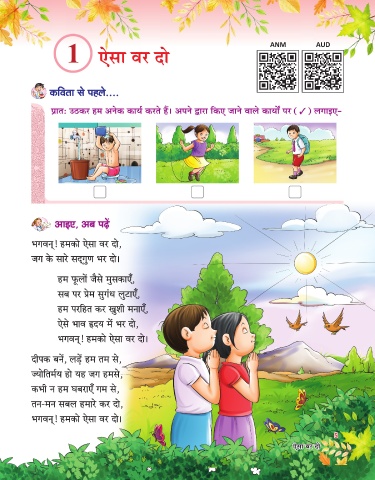 1 ऐसा वर दो
ANM AUD
कविता से पहले....
प्रातः उठकर हम अनेक कार्य करते हैं। अपने द्वारा किए जाने वाले कार्यों पर (✓) लगाइए-
आइए, अब पढ़ें
भगवन्! हमको ऐसा वर दो,
जग के सारे सद्गुण भर दो।
हम फूलों जैसे मुसकाएँ,
सब पर प्रेम सुगंध लुटाएँ,
हम परहित कर खुशी मनाएँ,
ऐसे भाव हृदय में भर दो,
भगवन्! हमको ऐसा वर दो।
दीपक बनें, लड़ें हम तम से,
ज्योतिर्मय हो यह जग हमसे,
कभी न हम घबराएँ गम से,
तन-मन सबल हमारे कर दो,
भगवन्! हमको ऐसा वर दो।
ऐसा वर दो